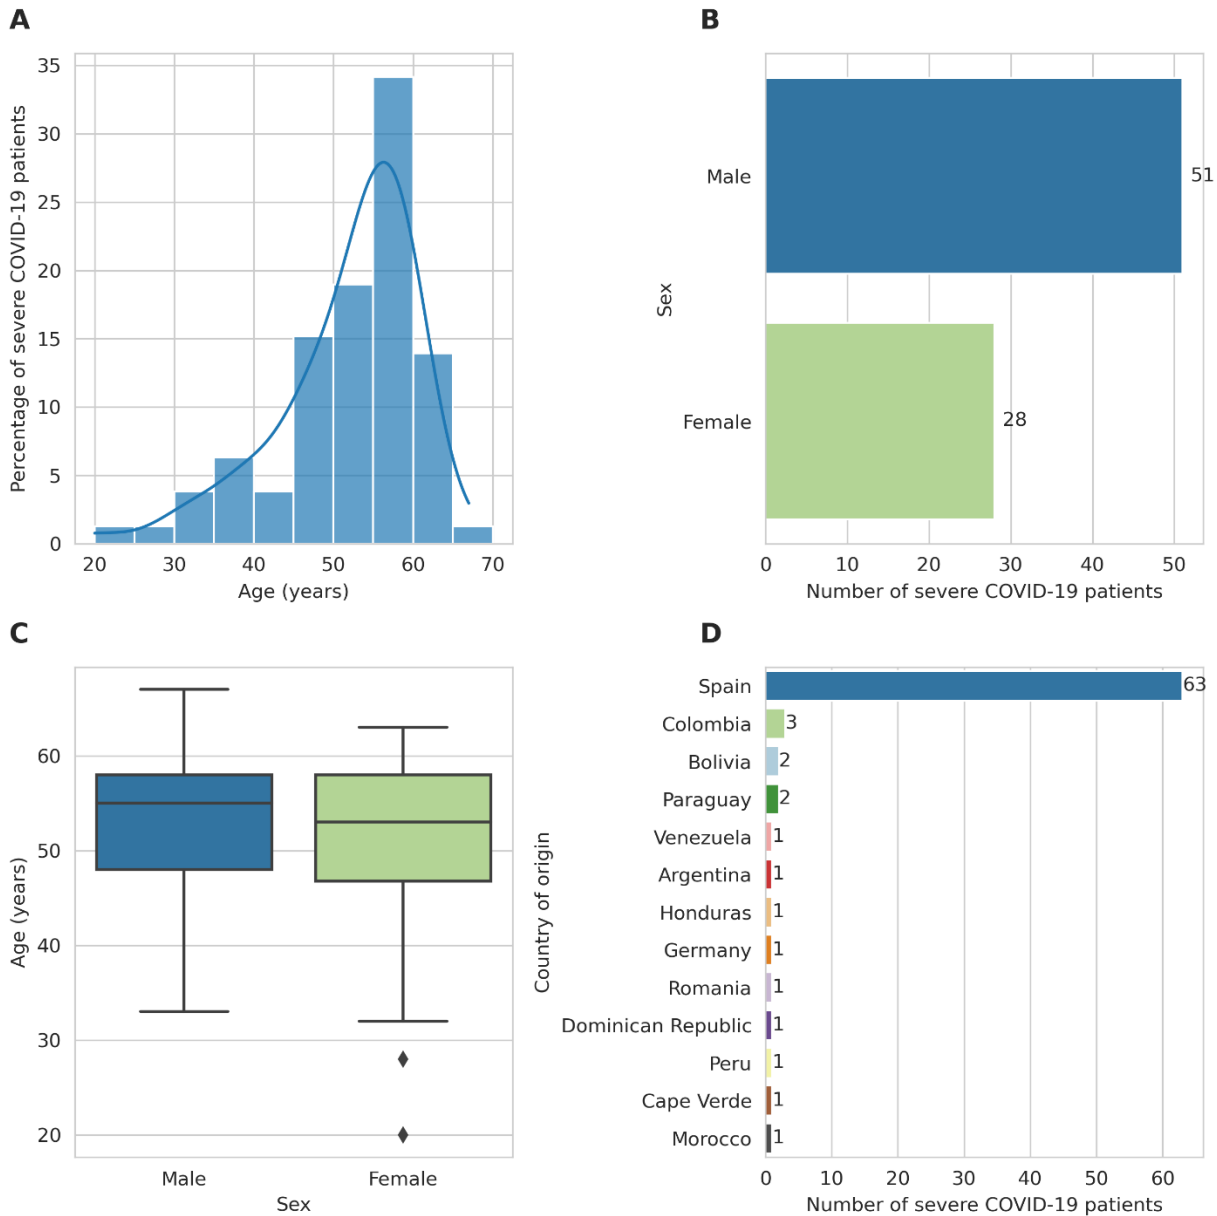 A
Percentage of severe COVID-19 patients
35
30
25
20
15
10
5
0
20 30 40 50 60 70
Age (years)
B
Sex
Male
51
Female
28
0 10 20 30 40 50
Number of severe COVID-19 patients
C
Age (years)
60
50
40
30
20
Male Female
Sex
D
Country of origin
Spain 63
Colombia 3
Bolivia 2
Paraguay 2
Venezuela 1
Argentina 1
Honduras 1
Germany 1
Romania 1
Dominican Republic 1
Peru 1
Cape Verde 1
Morocco 1
0 10 20 30 40 50 60
Number of severe COVID-19 patients